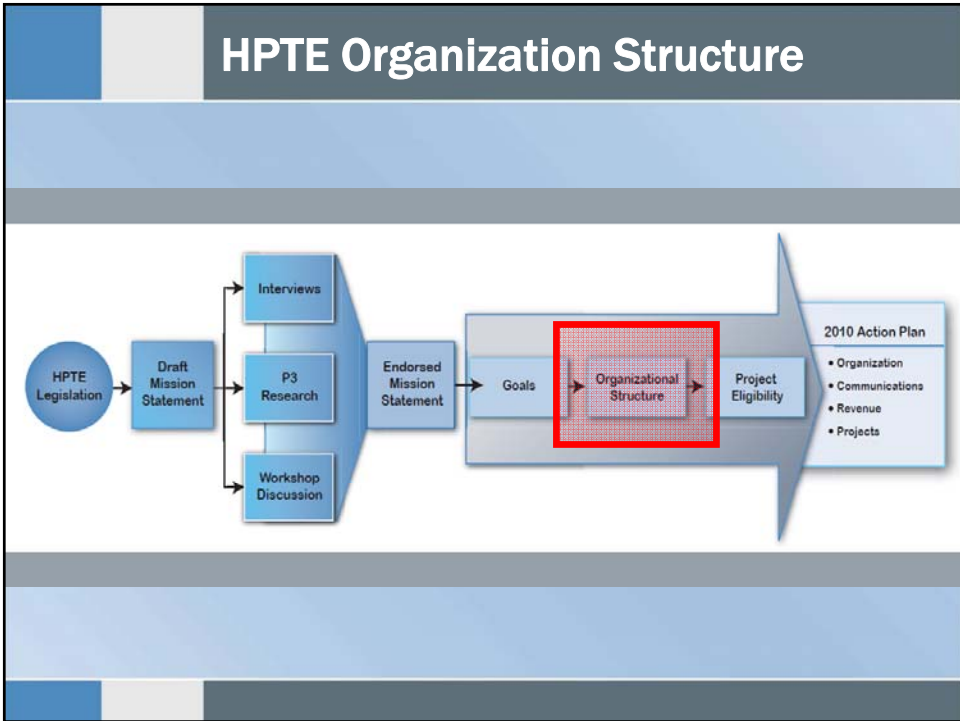 HPTE Organization Structure
HPTE
Legislation
Draft
Mission
Statement
Interviews
P3
Research
Workshop
Discussion
Endorsed
Mission
Statement
Goals
Organizational
Structure
Project
Eligibility
2010 Action Plan
• Organization
• Communications
• Revenue
• Projects